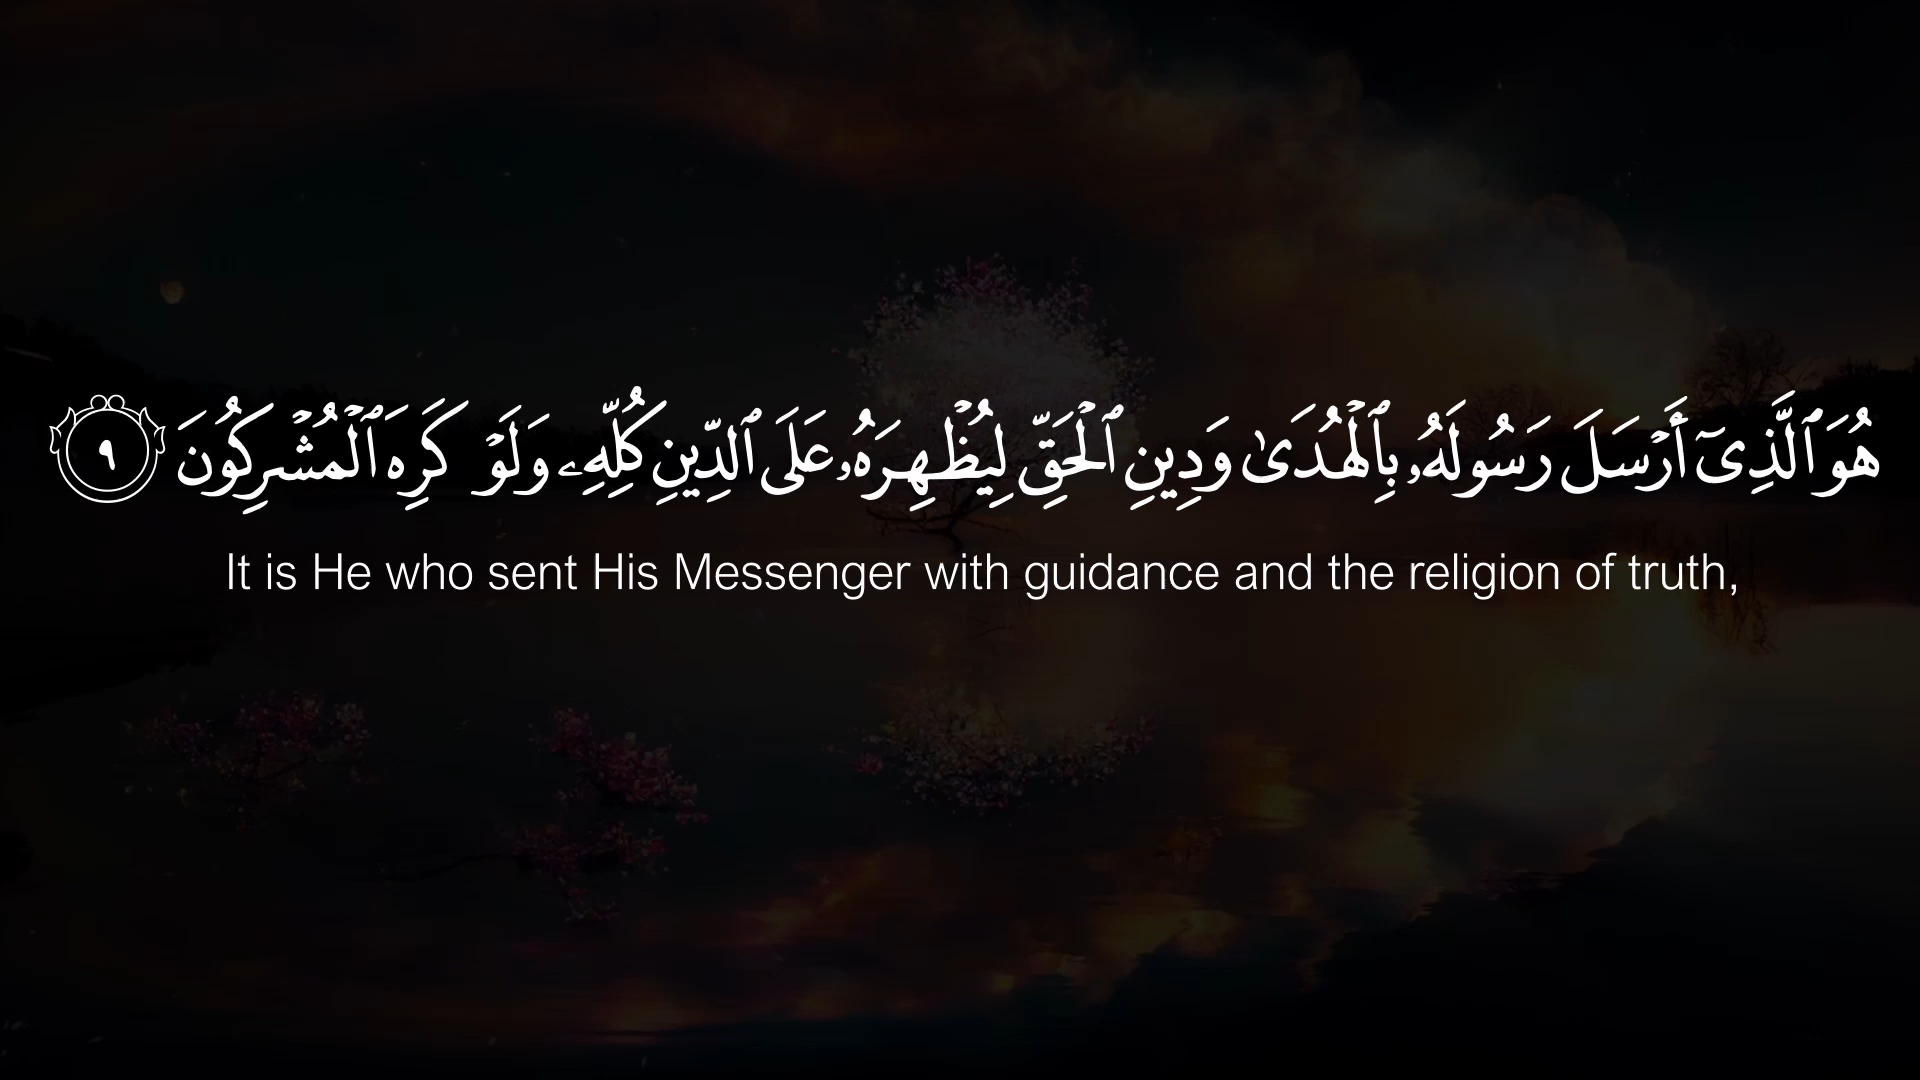 هُوَ ٱلَّذِىٓ أَرْسَلَ رَسُولَهُۥ بِٱلْهُدَىٰ وَدِينِ ٱلْحَقِّ لِيُظْهِرَهُۥ عَلَى ٱلدِّينِ كُلِّهِۦ وَلَوْ كَرِهَ ٱلْمُشْرِكُونَ ٩
It is He who sent His Messenger with guidance and the religion of truth,